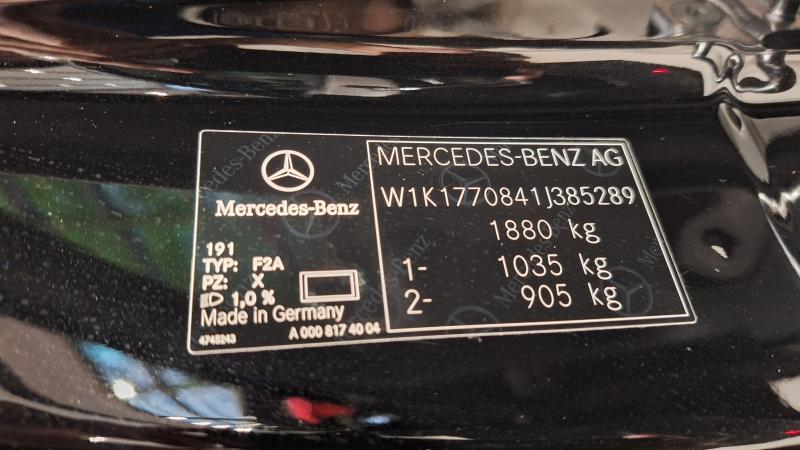 Mercedes-Benz
191
TYP: F2A
PZ: X
1,0 %
Made in Germany
4745243
A 000 817 40 04
MERCEDES-BENZ AG
W1K1770841J385289
1880 kg
1- 1035 kg
2- 905 kg